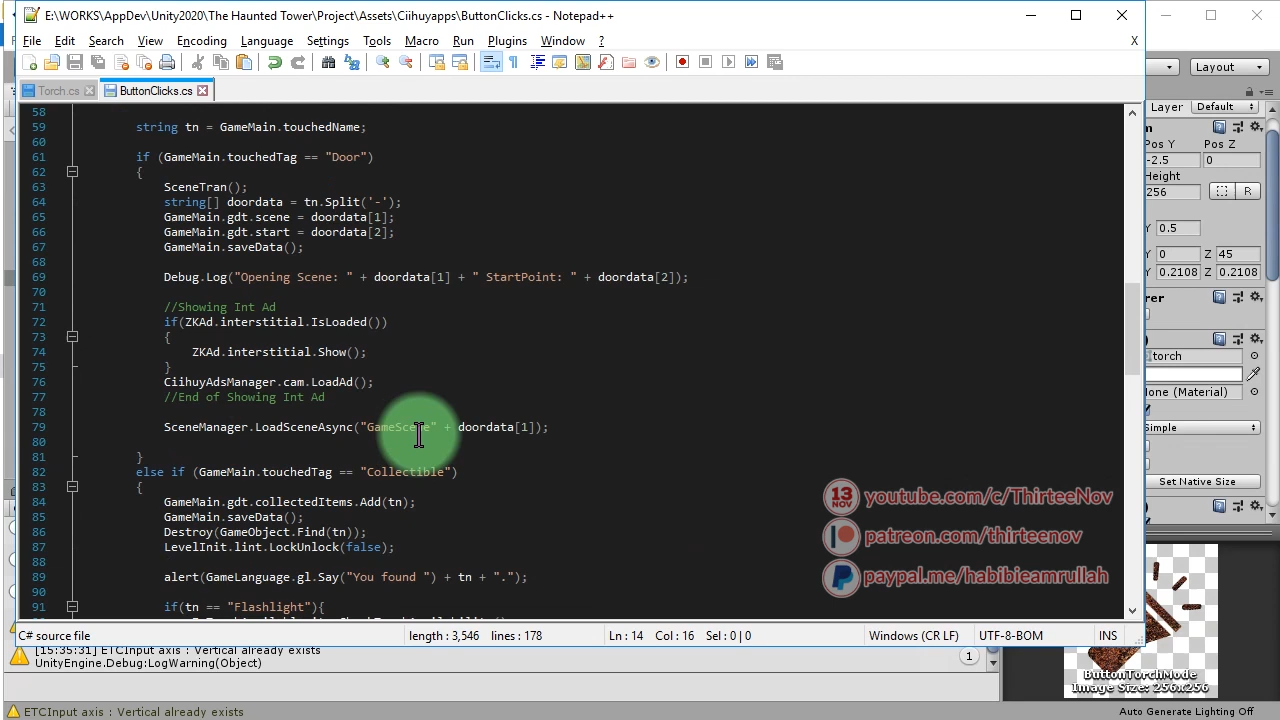 E:\WORKS\AppDev\Unity2020\The Haunted Tower\Project\Assets\Ciihuyapps\ButtonClicks.cs - Notepad++
File Edit Search View Encoding Language Settings Tools Macro Run Plugins Window ? X
Torch.cs ButtonClicks.cs
58
59 string tn = GameMain.touchedName;
60
61 if (GameMain.touchedTag == "Door")
62 {
63 SceneTran();
64 string[] doordata = tn.Split('-');
65 GameMain.gdt.scene = doordata[1];
66 GameMain.gdt.start = doordata[2];
67 GameMain.saveData();
68
69 Debug.Log("Opening Scene: " + doordata[1] + " StartPoint: " + doordata[2]);
70
71 //Showing Int Ad
72 if(ZKAd.interstitial.IsLoaded())
73 {
74 ZKAd.interstitial.Show();
75 }
76 CiihuyAdsManager.cam.LoadAd();
77 //End of Showing Int Ad
78
79 SceneManager.LoadSceneAsync("GameScene" + doordata[1]);
80
81 }
82 else if (GameMain.touchedTag == "Collectible")
83 {
84 GameMain.gdt.collectedItems.Add(tn);
85 GameMain.saveData();
86 Destroy(GameObject.Find(tn));
87 LevelInit.lint.LockUnlock(false);
88
89 alert(GameLanguage.gl.Say("You found ") + tn + ".");
90
91 if(tn == "Flashlight"){
C# source file length : 3,546 lines : 178 Ln : 14 Col : 16 Sel : 0 | 0 Windows (CR LF) UTF-8-BOM INS
13 NOV youtube.com/c/ThirteeNov
patreon.com/thirteenov
paypal.me/habibieamrullah
Layout
Layer Default
Pos Y Pos Z
-2.5 0
Height
256 R
Y 0.5
Y 0 Z 45
Y 0.2108 Z 0.2108
torch
None (Material)
Simple
Set Native Size
[15:35:31] ETCInput axis : Vertical already exists
UnityEngine.Debug:LogWarning(Object)
1
ButtonTorchMode
Image Size: 256x256
ETCInput axis : Vertical already exists
Auto Generate Lighting Off